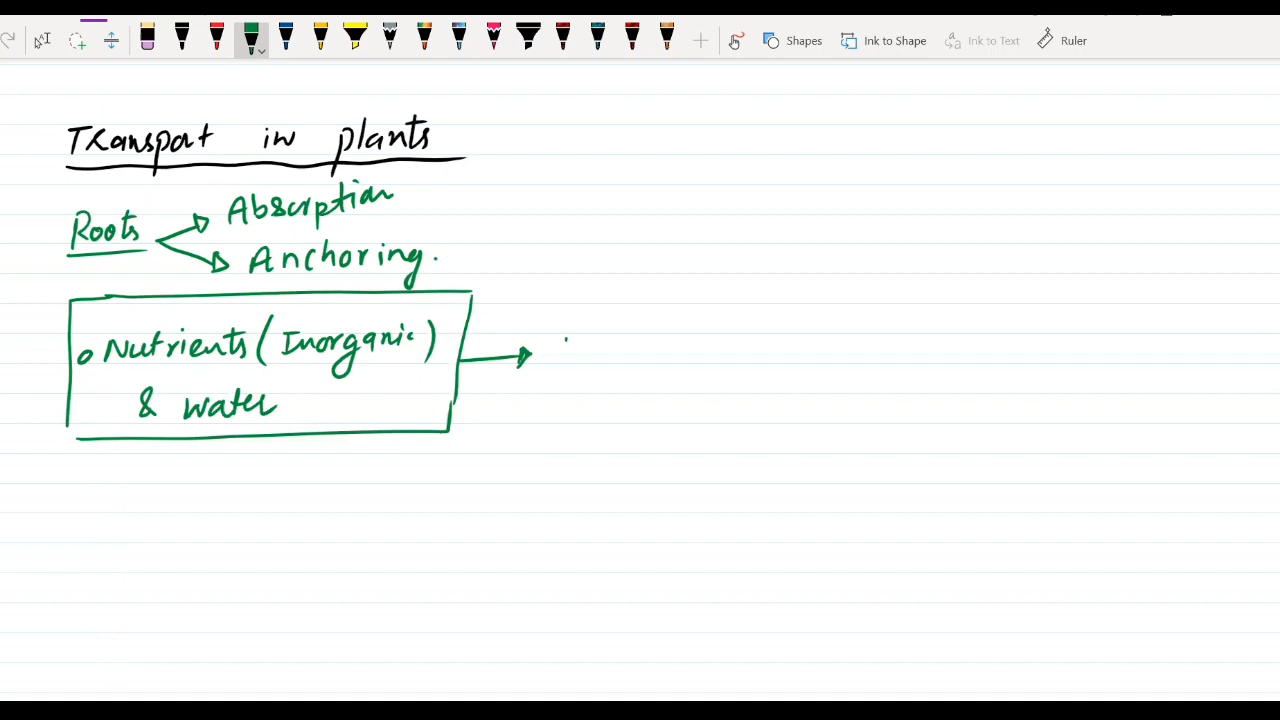 Shapes Ink to Shape Ink to Text Ruler
Transport in plants
Absorption
Roots
Anchoring.
o Nutrients (Inorganic)
& water